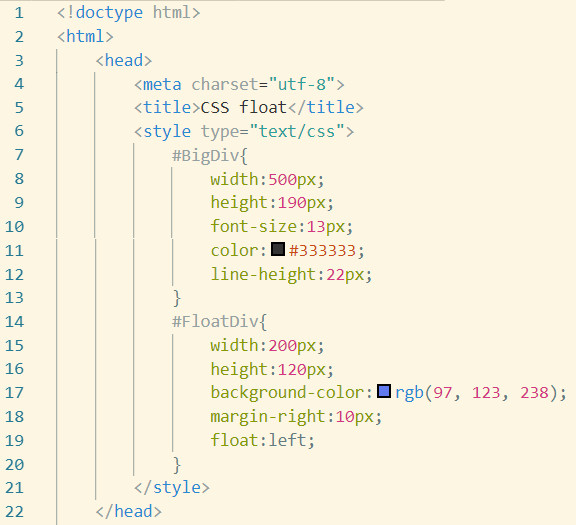 1 <!doctype html>
2 <html>
3 <head>
4 <meta charset="utf-8">
5 <title>CSS float</title>
6 <style type="text/css">
7 #BigDiv{
8 width:500px;
9 height:190px;
10 font-size:13px;
11 color:#333333;
12 line-height:22px;
13 }
14 #FloatDiv{
15 width:200px;
16 height:120px;
17 background-color:rgb(97, 123, 238);
18 margin-right:10px;
19 float:left;
20 }
21 </style>
22 </head>